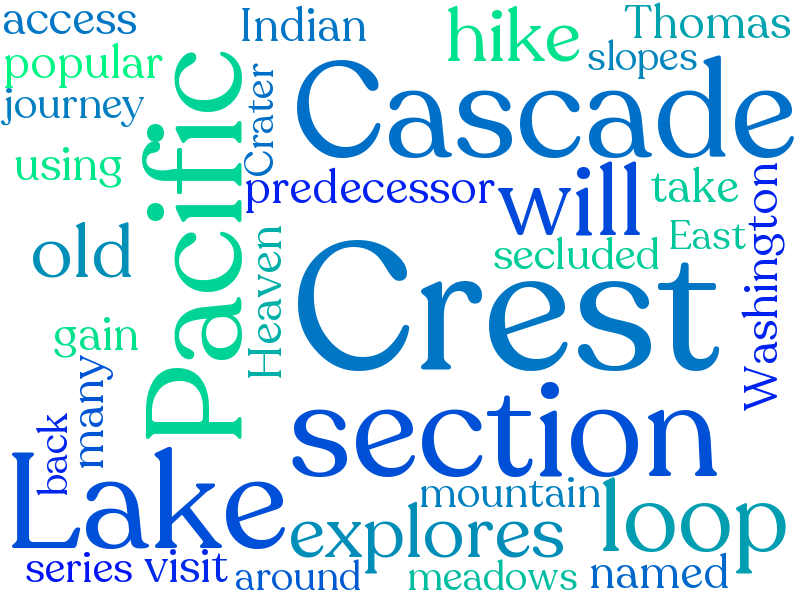 access
Indian
hike
Thomas
popular
slopes
journey
Cascade
Crater
Pacific
using
predecessor
will
take
old
secluded
East
Washington
Heaven
Crest
gain
many
back
section
Lake
mountain
loop
explores
series
visit
around
meadows
named